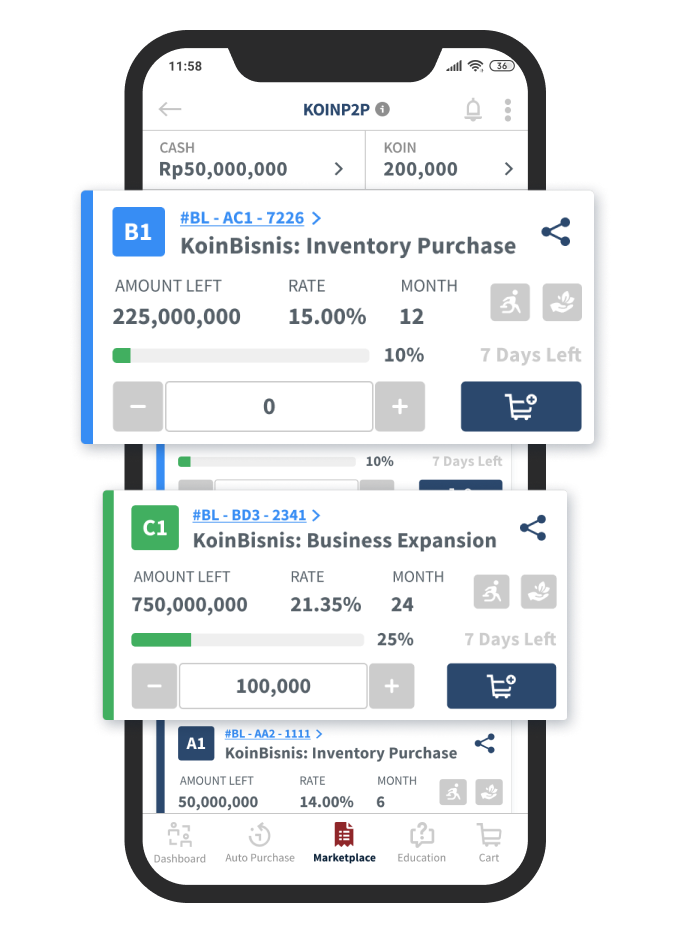 11:58
36
KOINP2P
CASH
KOIN
Rp50,000,000
200,000
B1
#BL - AC1 - 7226
KoinBisnis: Inventory Purchase
AMOUNT LEFT RATE MONTH
225,000,000 15.00% 12
10% 7 Days Left
− 0 +
10% 7 Days Left
C1
#BL - BD3 - 2341
KoinBisnis: Business Expansion
AMOUNT LEFT RATE MONTH
750,000,000 21.35% 24
25% 7 Days Left
− 100,000 +
A1
#BL - AA2 - 1111
KoinBisnis: Inventory Purchase
AMOUNT LEFT RATE MONTH
50,000,000 14.00% 6
Dashboard Auto Purchase Marketplace Education Cart